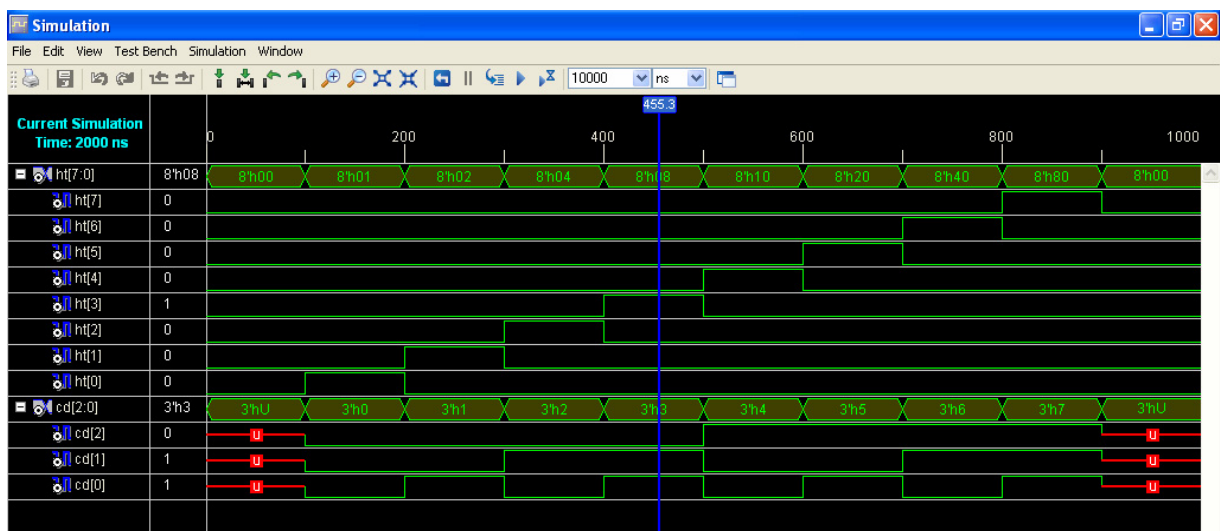 Simulation
File Edit View Test Bench Simulation Window
10000 ns
455.3
Current Simulation
Time: 2000 ns
0 200 400 600 800 1000
ht[7:0] 8'h08 8'h00 8'h01 8'h02 8'h04 8'h08 8'h10 8'h20 8'h40 8'h80 8'h00
ht[7] 0
ht[6] 0
ht[5] 0
ht[4] 0
ht[3] 1
ht[2] 0
ht[1] 0
ht[0] 0
cd[2:0] 3'h3 3'hU 3'h0 3'h1 3'h2 3'h3 3'h4 3'h5 3'h6 3'h7 3'hU
cd[2] 0 U U
cd[1] 1 U U
cd[0] 1 U U